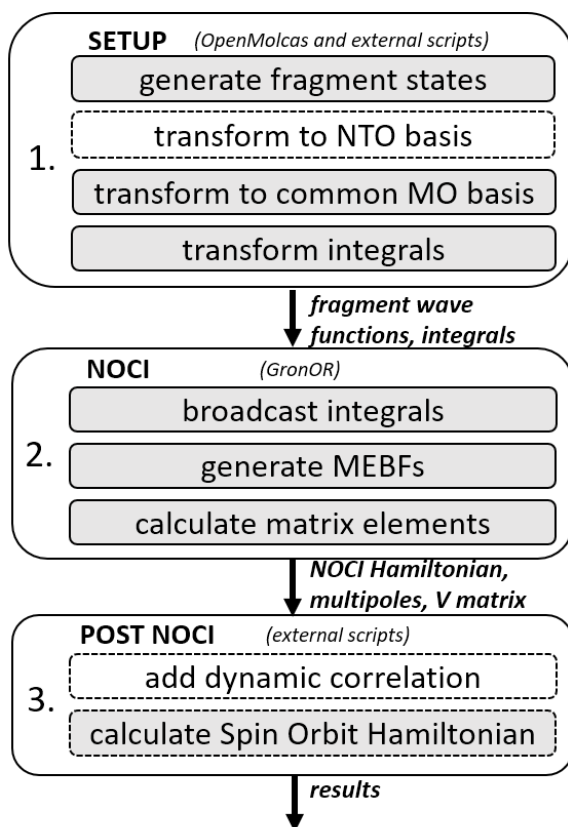 SETUP (OpenMolcas and external scripts)
generate fragment states
transform to NTO basis
1.
transform to common MO basis
transform integrals
fragment wave
functions, integrals
NOCI (GronOR)
broadcast integrals
2.
generate MEBFs
calculate matrix elements
NOCI Hamiltonian,
multipoles, V matrix
POST NOCI (external scripts)
add dynamic correlation
3.
calculate Spin Orbit Hamiltonian
results